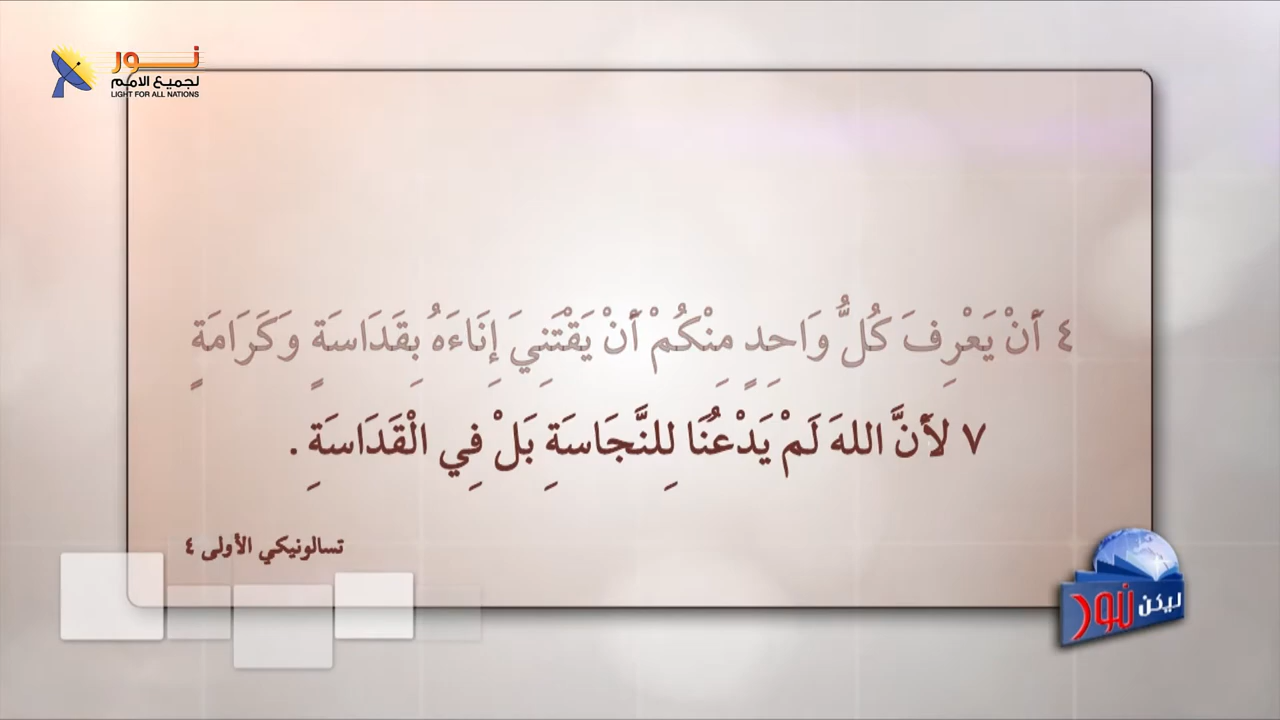 نور
لجميع الامم
LIGHT FOR ALL NATIONS
٤ أَنْ يَعْرِفَ كُلُّ وَاحِدٍ مِنْكُمْ أَنْ يَقْتَنِيَ إِنَاءَهُ بِقَدَاسَةٍ وَكَرَامَةٍ
٧ لأَنَّ اللهَ لَمْ يَدْعُنَا لِلنَّجَاسَةِ بَلْ فِي الْقَدَاسَةِ .
تسالونيكي الأولى ٤
ليكن نور